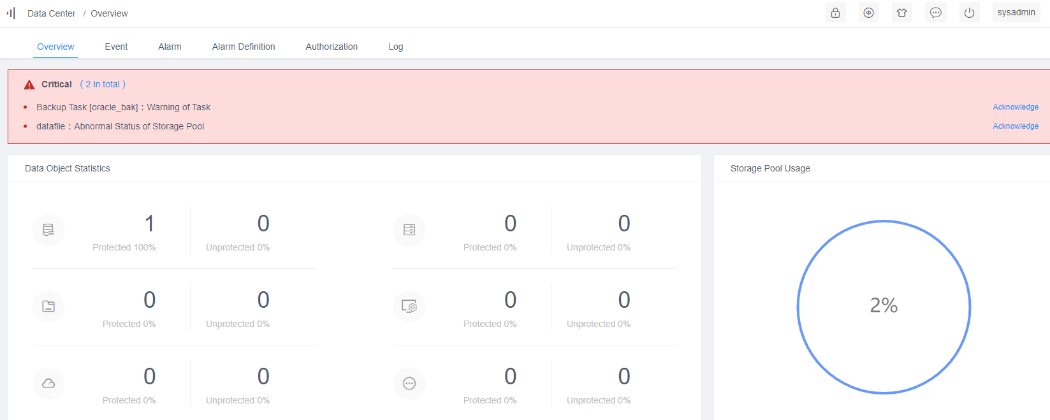 Data Center / Overview
sysadmin
Overview Event Alarm Alarm Definition Authorization Log
Critical ( 2 in total )
• Backup Task [oracle_bak]：Warning of Task Acknowledge
• datafile：Abnormal Status of Storage Pool Acknowledge
Data Object Statistics
Storage Pool Usage
1 0 0 0
Protected 100% Unprotected 0% Protected 0% Unprotected 0%
0 0 0 0
Protected 0% Unprotected 0% Protected 0% Unprotected 0%
2%
0 0 0 0
Protected 0% Unprotected 0% Protected 0% Unprotected 0%